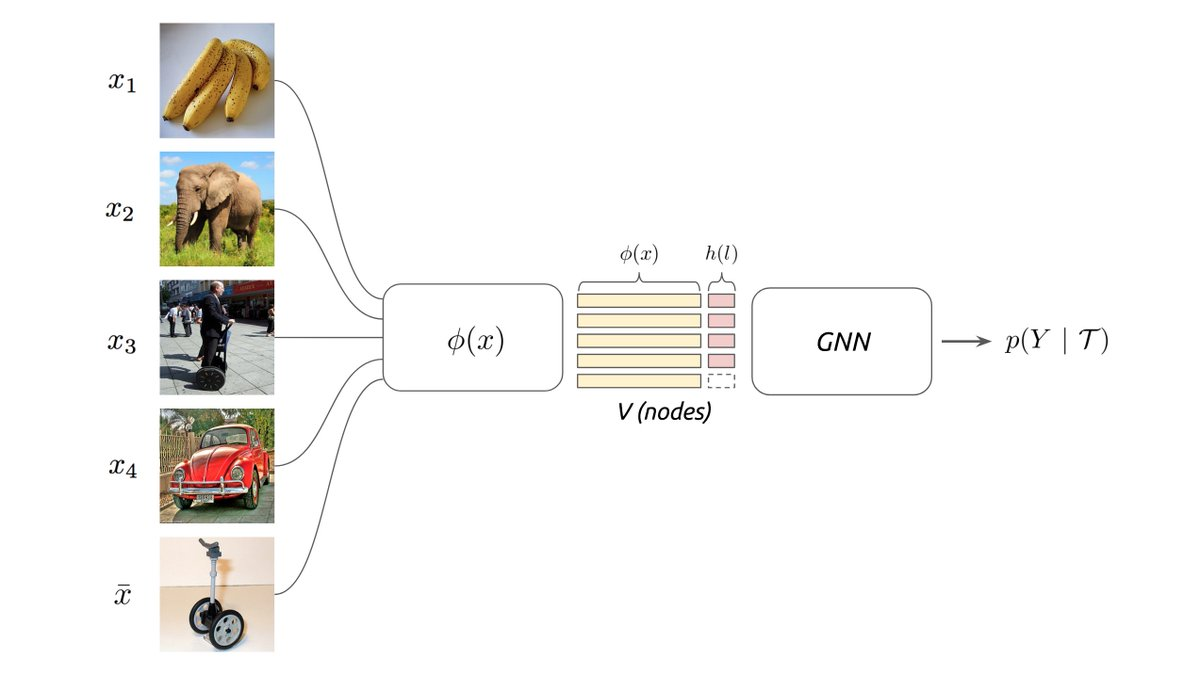 x₁
x₂
x₃
x₄
x̄
ϕ(x)
ϕ(x)
h(l)
V (nodes)
GNN
p(Y | 𝒯)